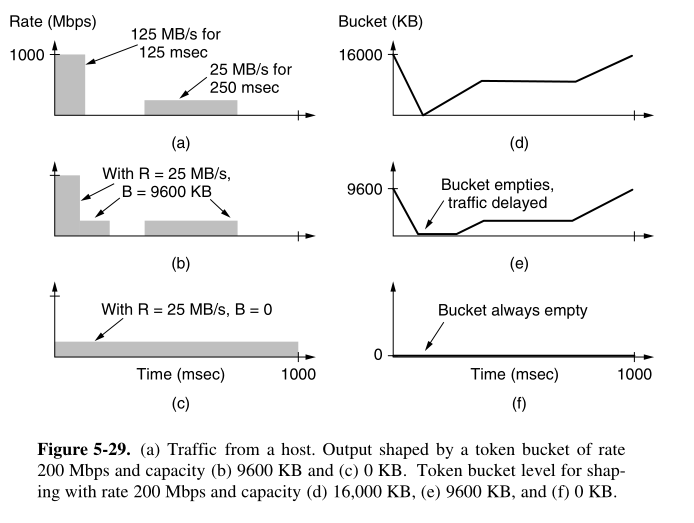 Rate (Mbps)
1000
125 MB/s for
125 msec
25 MB/s for
250 msec
(a)
Bucket (KB)
16000
(d)
With R = 25 MB/s,
B = 9600 KB
(b)
9600
Bucket empties,
traffic delayed
(e)
With R = 25 MB/s, B = 0
Time (msec)
1000
(c)
Bucket always empty
0
Time (msec)
1000
(f)
Figure 5-29. (a) Traffic from a host. Output shaped by a token bucket of rate
200 Mbps and capacity (b) 9600 KB and (c) 0 KB. Token bucket level for shap-
ing with rate 200 Mbps and capacity (d) 16,000 KB, (e) 9600 KB, and (f) 0 KB.